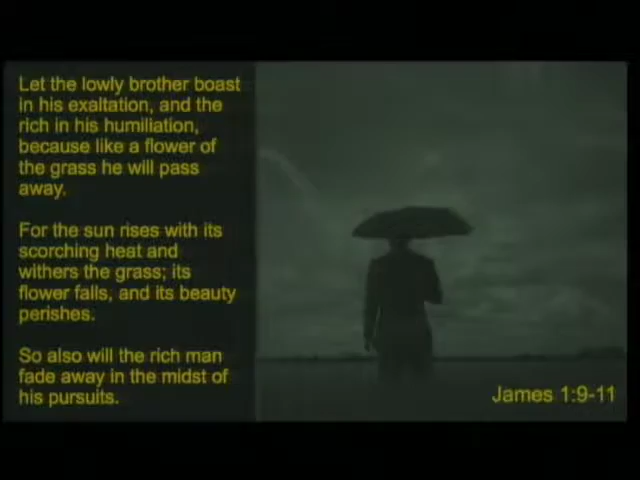 Let the lowly brother boast
in his exaltation, and the
rich in his humiliation,
because like a flower of
the grass he will pass
away.
For the sun rises with its
scorching heat and
withers the grass; its
flower falls, and its beauty
perishes.
So also will the rich man
fade away in the midst of
his pursuits.
James 1:9-11